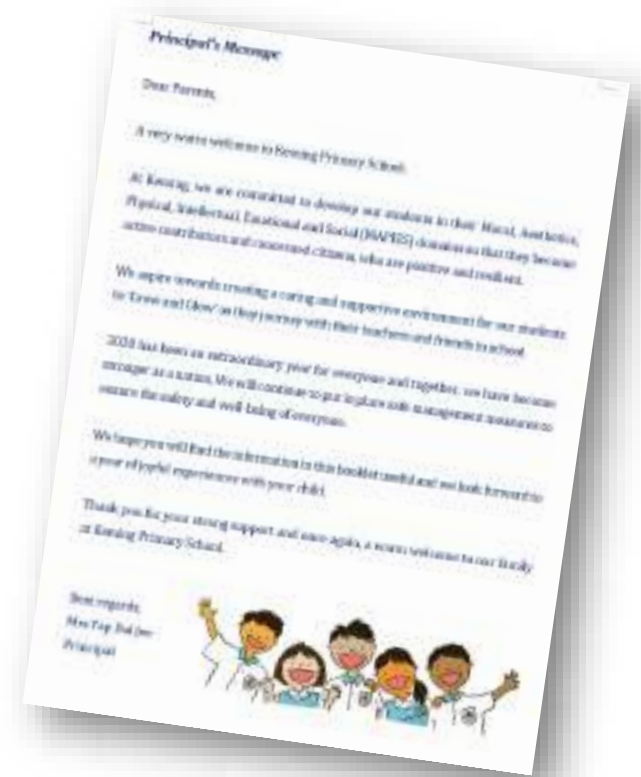 Principal's Message
Dear Parents,
A very warm welcome to Keming Primary School.
At Keming, we are committed to develop our students in their Moral, Aesthetics,
Physical, Intellectual, Emotional and Social (MAPIES) domains so that they become
active contributors and concerned citizens, who are positive and resilient.
We aspire towards creating a caring and supportive environment for our students
to 'Grow and Glow' as they journey with their teachers and friends in school.
2020 has been an extraordinary year for everyone and together, we have become
stronger as a nation. We will continue to put in place safe management measures to
ensure the safety and well-being of everyone.
We hope you will find the information in this booklet useful and we look forward to
a year of joyful experiences with your child.
Thank you for your strong support and once again, a warm welcome to our family
at Keming Primary School.
Best regards,
Mrs
Principal